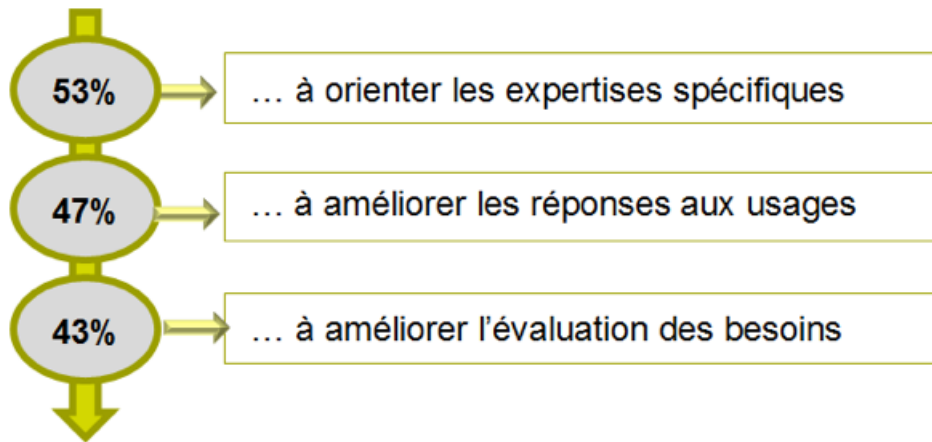 53%
… à orienter les expertises spécifiques
47%
… à améliorer les réponses aux usages
43%
… à améliorer l’évaluation des besoins